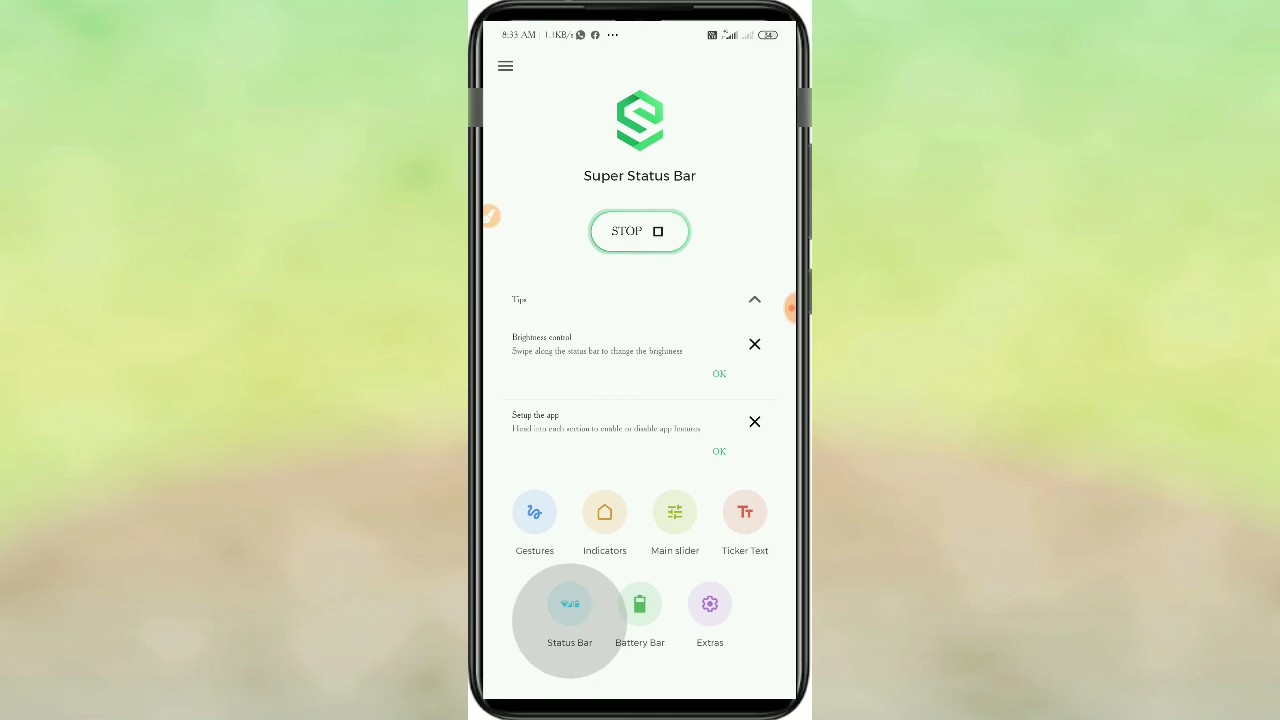 8:33 AM | 1.1KB/s ... 34
Super Status Bar
STOP
Tips
Brightness control
Swipe along the status bar to change the brightness
OK
Setup the app
Head into each section to enable or disable app features
OK
Gestures Indicators Main slider Ticker Text
Status Bar Battery Bar Extras